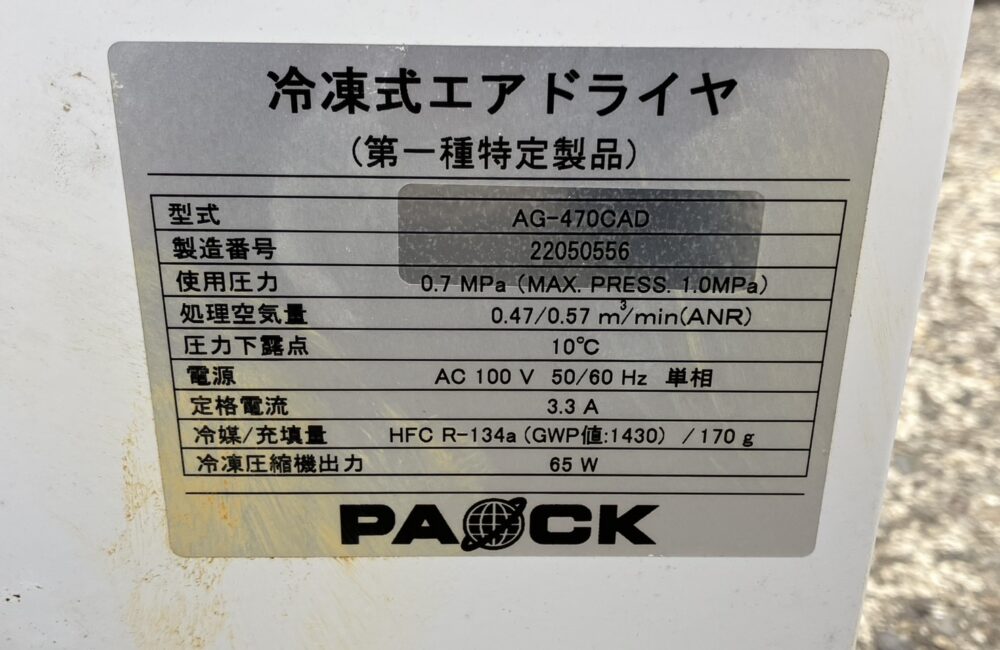 冷凍式エアドライヤ
(第一種特定製品)
型式 AG-470CAD
製造番号 22050556
使用圧力 0.7 MPa (MAX. PRESS. 1.0MPa)
処理空気量 0.47/0.57 m³/min(ANR)
圧力下露点 10℃
電源 AC 100 V 50/60 Hz 単相
定格電流 3.3 A
冷媒/充填量 HFC R-134a (GWP値:1430) /170 g
冷凍圧縮機出力 65 W
PAOCK